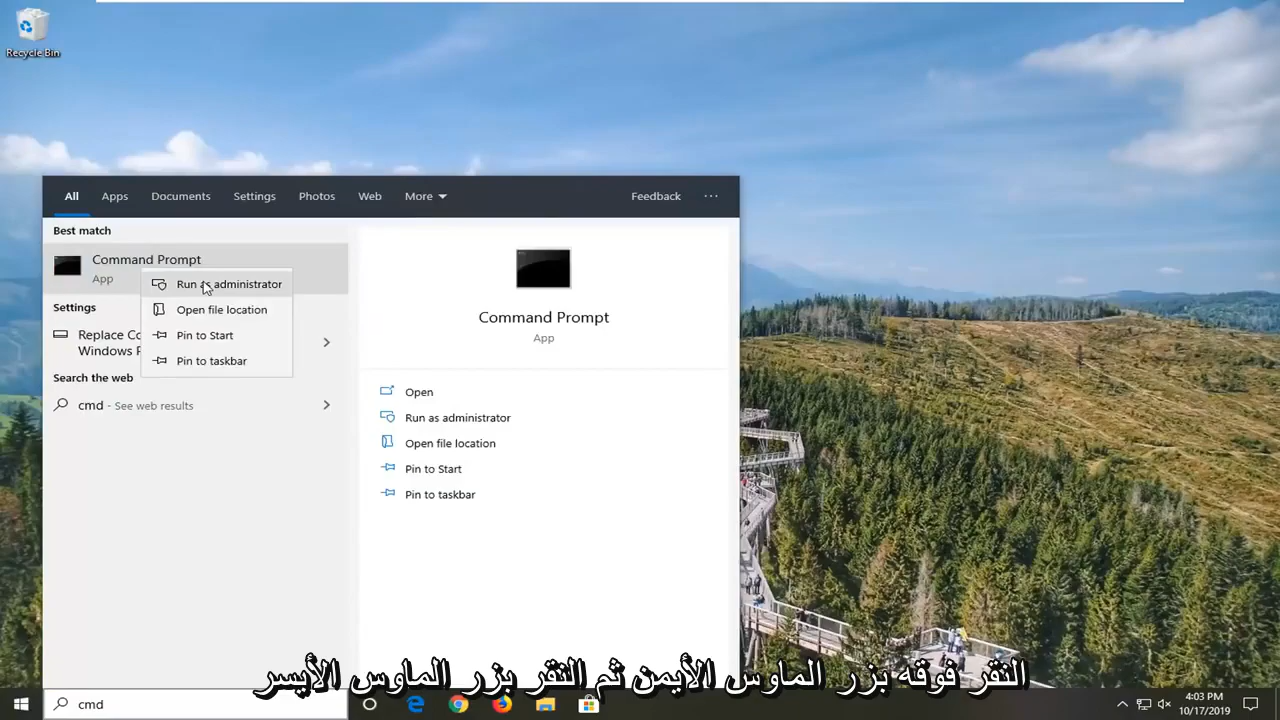 Recycle Bin
All
Apps
Documents
Settings
Photos
Web
More
Feedback
Best match
Command Prompt
App
Run as administrator
Open file location
Pin to Start
Pin to taskbar
Settings
Replace Co
Windows P
Search the web
cmd - See web results
Command Prompt
App
Open
Run as administrator
Open file location
Pin to Start
Pin to taskbar
النقر فوقه بزر الماوس الأيمن ثم النقر بزر الماوس الأيسر
cmd
4:03 PM
10/17/2019